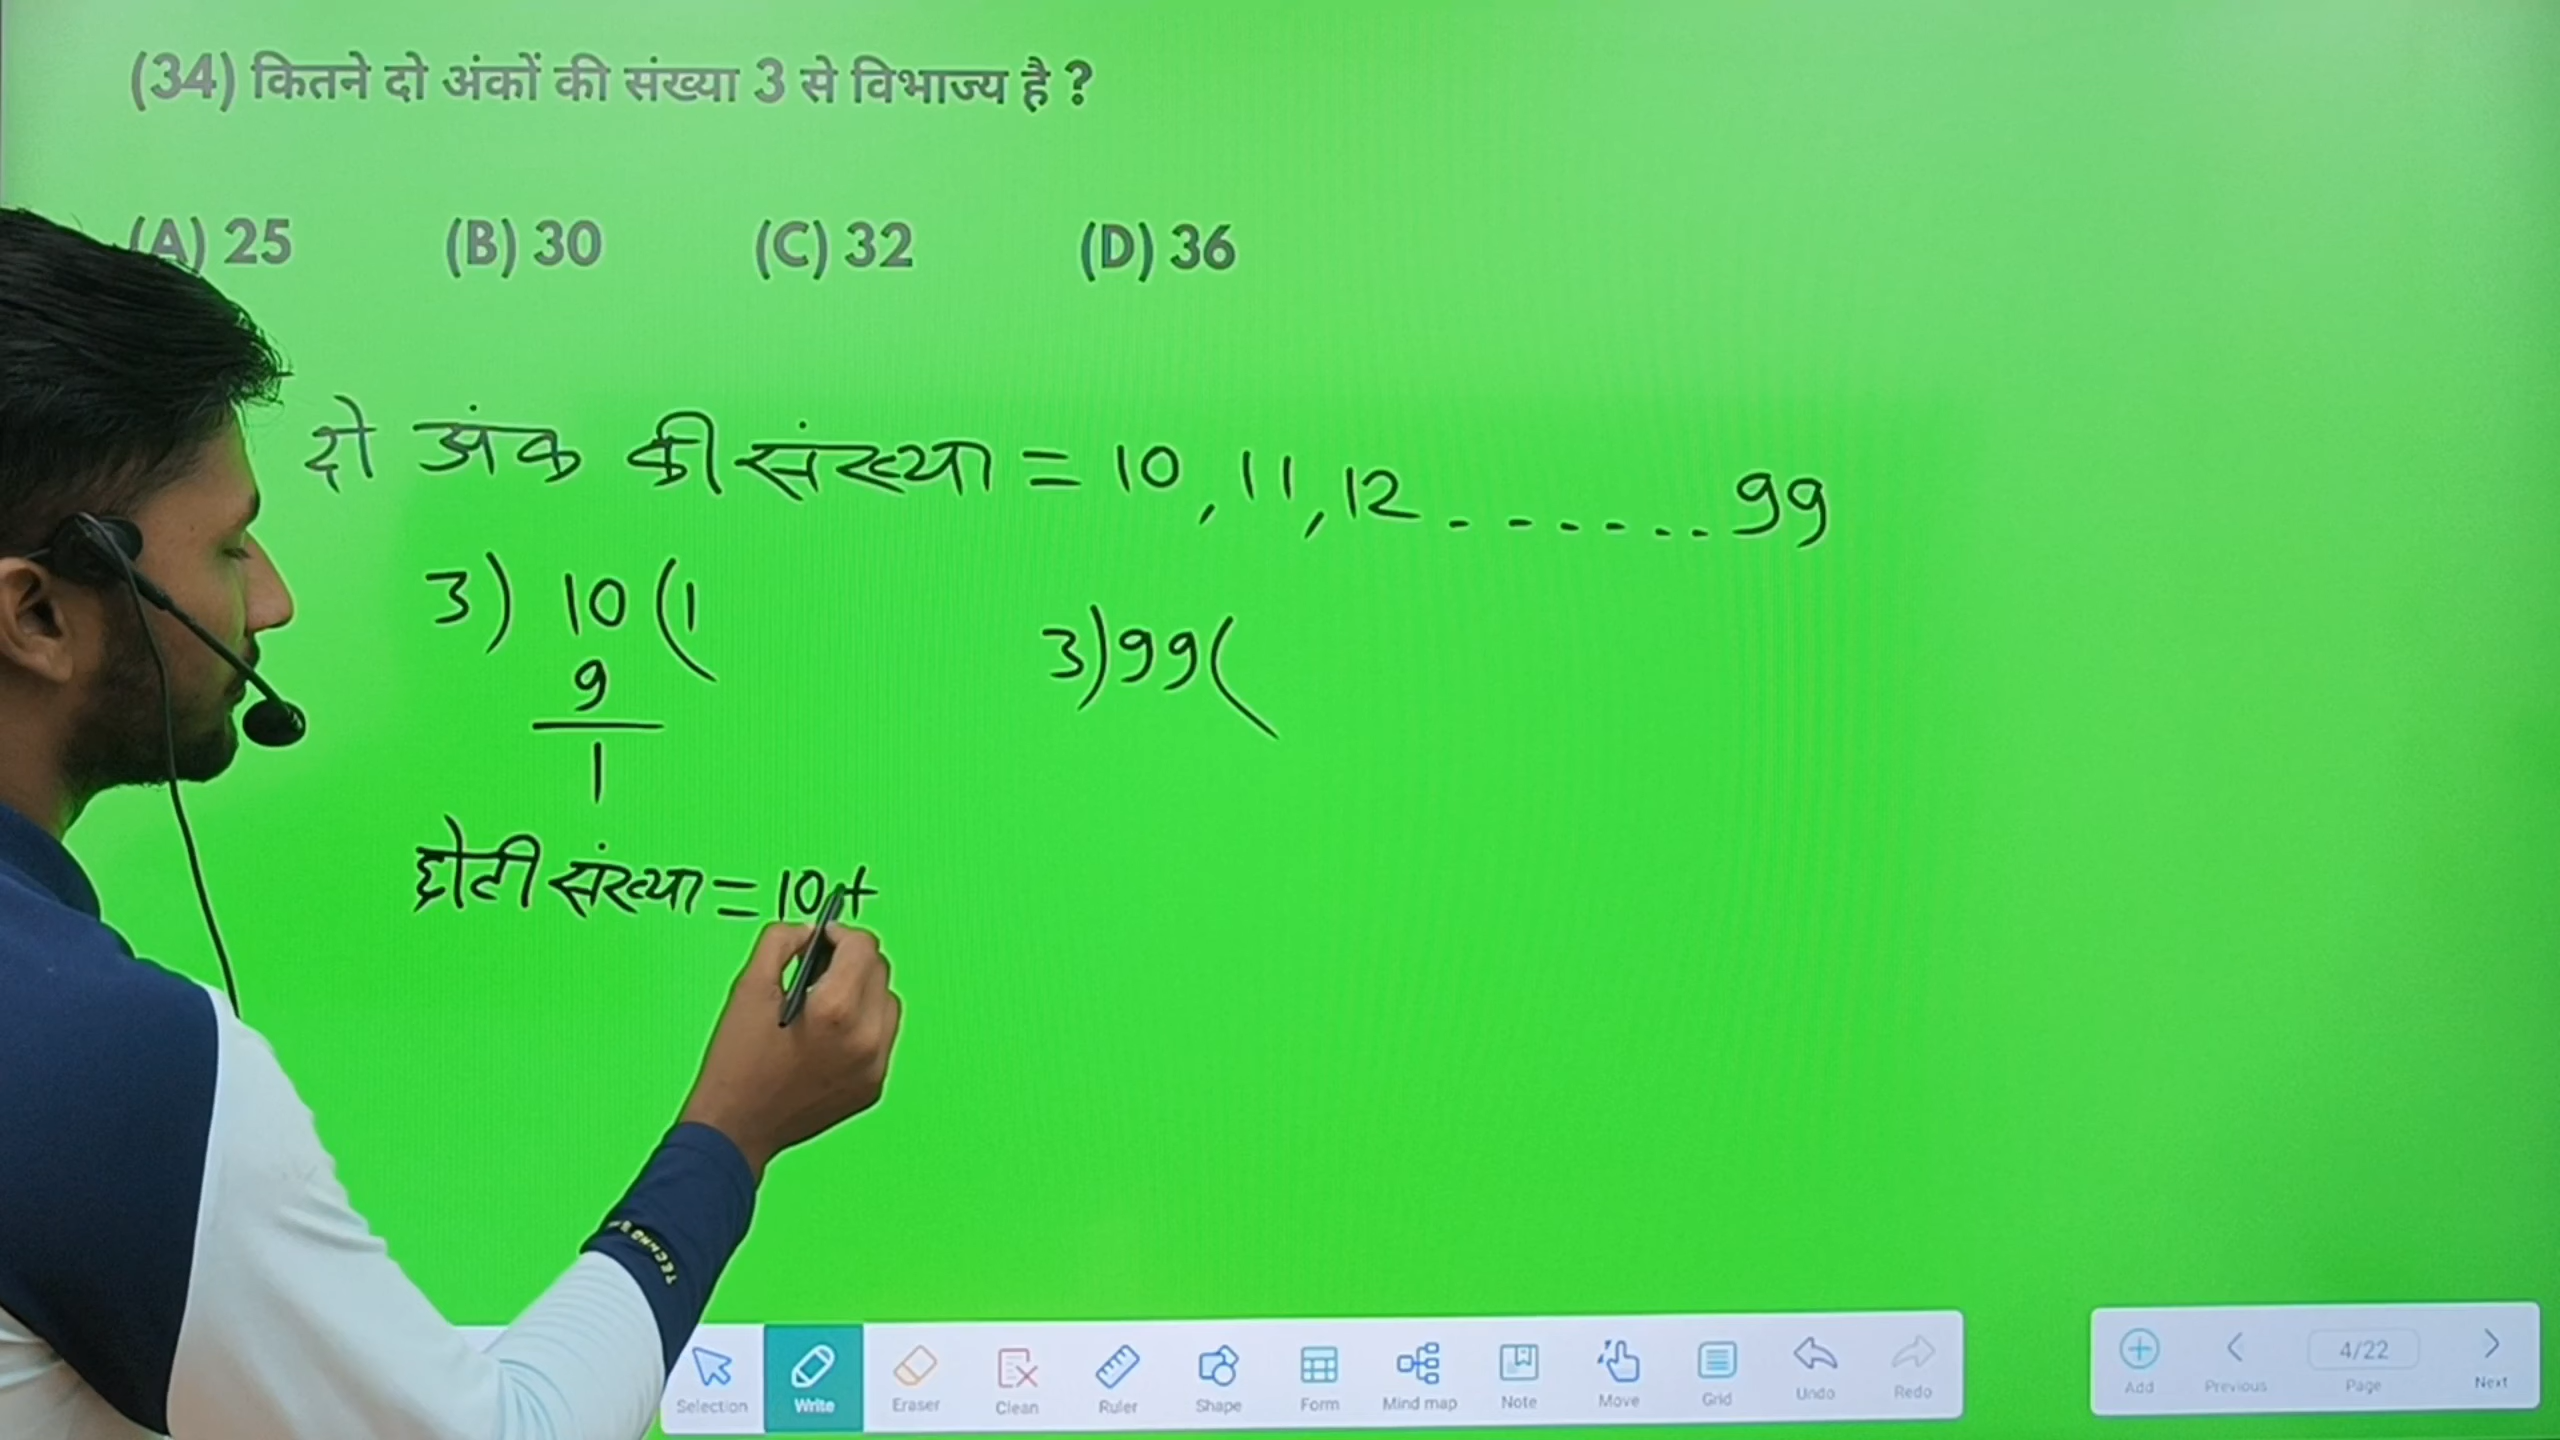 (34) कितने दो अंकों की संख्या 3 से विभाज्य है ?
(A) 25 (B) 30 (C) 32 (D) 36
दो अंक की संख्या = 10, 11, 12 ------- 99
3) 10 (1
9
1
3) 99 (
छोटी संख्या = 10 +
Selection Write Eraser Clean Ruler Shape Form Mind map Note Move Grid Undo Redo
Add Previous 4/22 Page Next